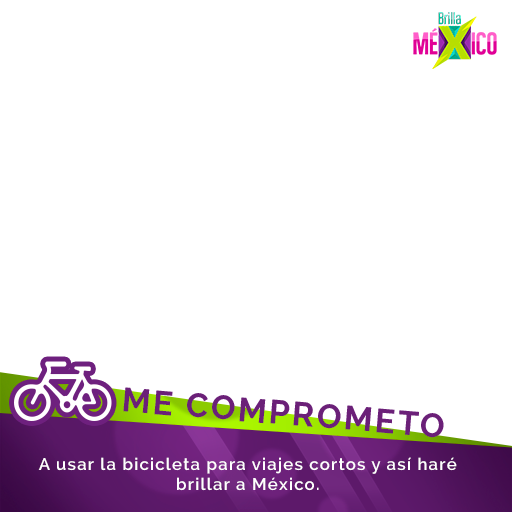 Brilla
MÉXICO
ME COMPROMETO
A usar la bicicleta para viajes cortos y así haré
brillar a México.